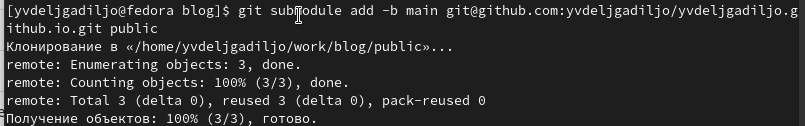 [yvdeljgadiljo@fedora blog]$ git submodule add -b main git@github.com:yvdeljgadiljo/yvdeljgadiljo.g
ithub.io.git public
Клонирование в «/home/yvdeljgadiljo/work/blog/public»...
remote: Enumerating objects: 3, done.
remote: Counting objects: 100% (3/3), done.
remote: Total 3 (delta 0), reused 3 (delta 0), pack-reused 0
Получение объектов: 100% (3/3), готово.